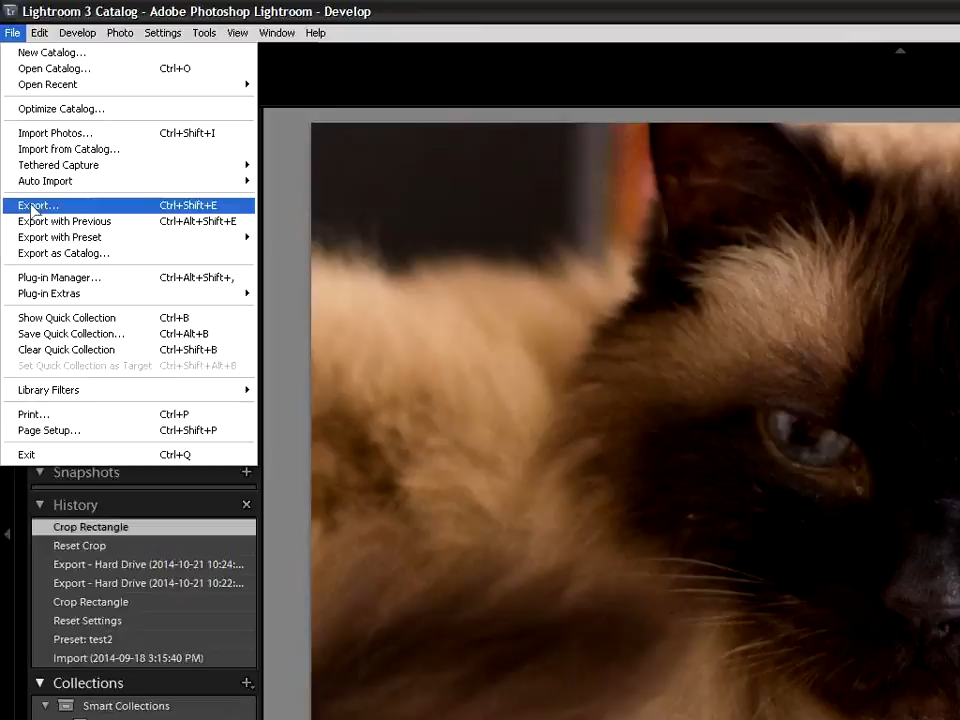 Lightroom 3 Catalog - Adobe Photoshop Lightroom - Develop
File Edit Develop Photo Settings Tools View Window Help
New Catalog...
Open Catalog... Ctrl+O
Open Recent
Optimize Catalog...
Import Photos... Ctrl+Shift+I
Import from Catalog...
Tethered Capture
Auto Import
Export... Ctrl+Shift+E
Export with Previous Ctrl+Alt+Shift+E
Export with Preset
Export as Catalog...
Plug-in Manager... Ctrl+Alt+Shift+,
Plug-in Extras
Show Quick Collection Ctrl+B
Save Quick Collection... Ctrl+Alt+B
Clear Quick Collection Ctrl+Shift+B
Set Quick Collection as Target Ctrl+Shift+Alt+B
Library Filters
Print... Ctrl+P
Page Setup... Ctrl+Shift+P
Exit Ctrl+Q
Snapshots
History
Crop Rectangle
Reset Crop
Export - Hard Drive (2014-10-21 10:24:...
Export - Hard Drive (2014-10-21 10:22:...
Crop Rectangle
Reset Settings
Preset: test2
Import (2014-09-18 3:15:40 PM)
Collections
Smart Collections